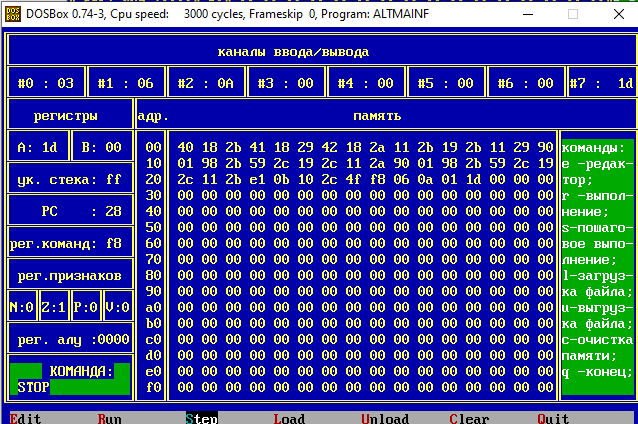 DOSBox 0.74-3, Cpu speed: 3000 cycles, Frameskip 0, Program: ALTMAINF
каналы ввода/вывода
#0 : 03 #1 : 06 #2 : 0A #3 : 00 #4 : 00 #5 : 00 #6 : 00 #7 : 1d
регистры адр. память
A: 1d B: 00 00 40 18 2b 41 18 29 42 18 2a 11 2b 19 2b 11 29 90 команды:
10 01 98 2b 59 2c 19 2c 11 2a 90 01 98 2b 59 2c 19 е -редак-
ук. стека: ff 20 2c 11 2b e1 0b 10 2c 4f f8 06 0a 01 1d 00 00 00 тор;
30 00 00 00 00 00 00 00 00 00 00 00 00 00 00 00 00 r -выпол-
PC : 28 40 00 00 00 00 00 00 00 00 00 00 00 00 00 00 00 00 нение;
50 00 00 00 00 00 00 00 00 00 00 00 00 00 00 00 00 s-пошаго-
рег.команд: f8 60 00 00 00 00 00 00 00 00 00 00 00 00 00 00 00 00 вое выпо-
70 00 00 00 00 00 00 00 00 00 00 00 00 00 00 00 00 лнение;
рег.признаков 80 00 00 00 00 00 00 00 00 00 00 00 00 00 00 00 00 l-загруз-
90 00 00 00 00 00 00 00 00 00 00 00 00 00 00 00 00 ка файла;
N:0 Z:1 P:0 V:0 a0 00 00 00 00 00 00 00 00 00 00 00 00 00 00 00 00 u-выгруз-
b0 00 00 00 00 00 00 00 00 00 00 00 00 00 00 00 00 ка файла;
рег. алу :0000 c0 00 00 00 00 00 00 00 00 00 00 00 00 00 00 00 00 с-очистка
d0 00 00 00 00 00 00 00 00 00 00 00 00 00 00 00 00 памяти;
КОМАНДА: e0 00 00 00 00 00 00 00 00 00 00 00 00 00 00 00 00 q -конец;
STOP f0 00 00 00 00 00 00 00 00 00 00 00 00 00 00 00 00
Edit Run Step Load Unload Clear Quit